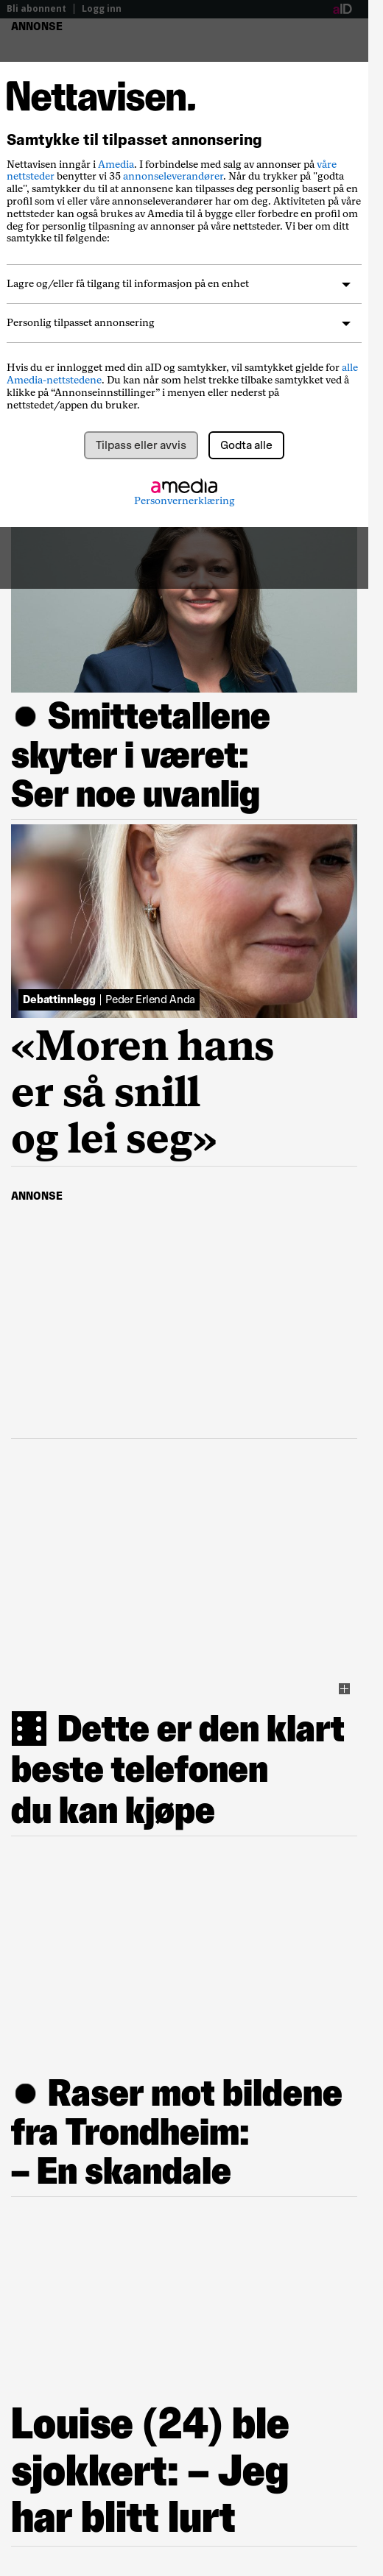 Bli abonnent | Logg inn
aID
ANNONSE
Nettavisen.
Samtykke til tilpasset annonsering
Nettavisen inngår i Amedia. I forbindelse med salg av annonser på våre
nettsteder benytter vi 35 annonseleverandører. Når du trykker på "godta
alle", samtykker du til at annonsene kan tilpasses deg personlig basert på en
profil som vi eller våre annonseleverandører har om deg. Aktiviteten på våre
nettsteder kan også brukes av Amedia til å bygge eller forbedre en profil om
deg for personlig tilpasning av annonser på våre nettsteder. Vi ber om ditt
samtykke til følgende:
Lagre og/eller få tilgang til informasjon på en enhet
Personlig tilpasset annonsering
Hvis du er innlogget med din aID og samtykker, vil samtykket gjelde for alle
Amedia-nettstedene. Du kan når som helst trekke tilbake samtykket ved å
klikke på “Annonseinnstillinger” i menyen eller nederst på
nettstedet/appen du bruker.
Tilpass eller avvis
Godta alle
amedia
Personvernerklæring
Smittetallene
skyter i været:
Ser noe uvanlig
Debattinnlegg | Peder Erlend Anda
«Moren hans
er så snill
og lei seg»
ANNONSE
Dette er den klart
beste telefonen
du kan kjøpe
Raser mot bildene
fra Trondheim:
– En skandale
Louise (24) ble
sjokkert: – Jeg
har blitt lurt